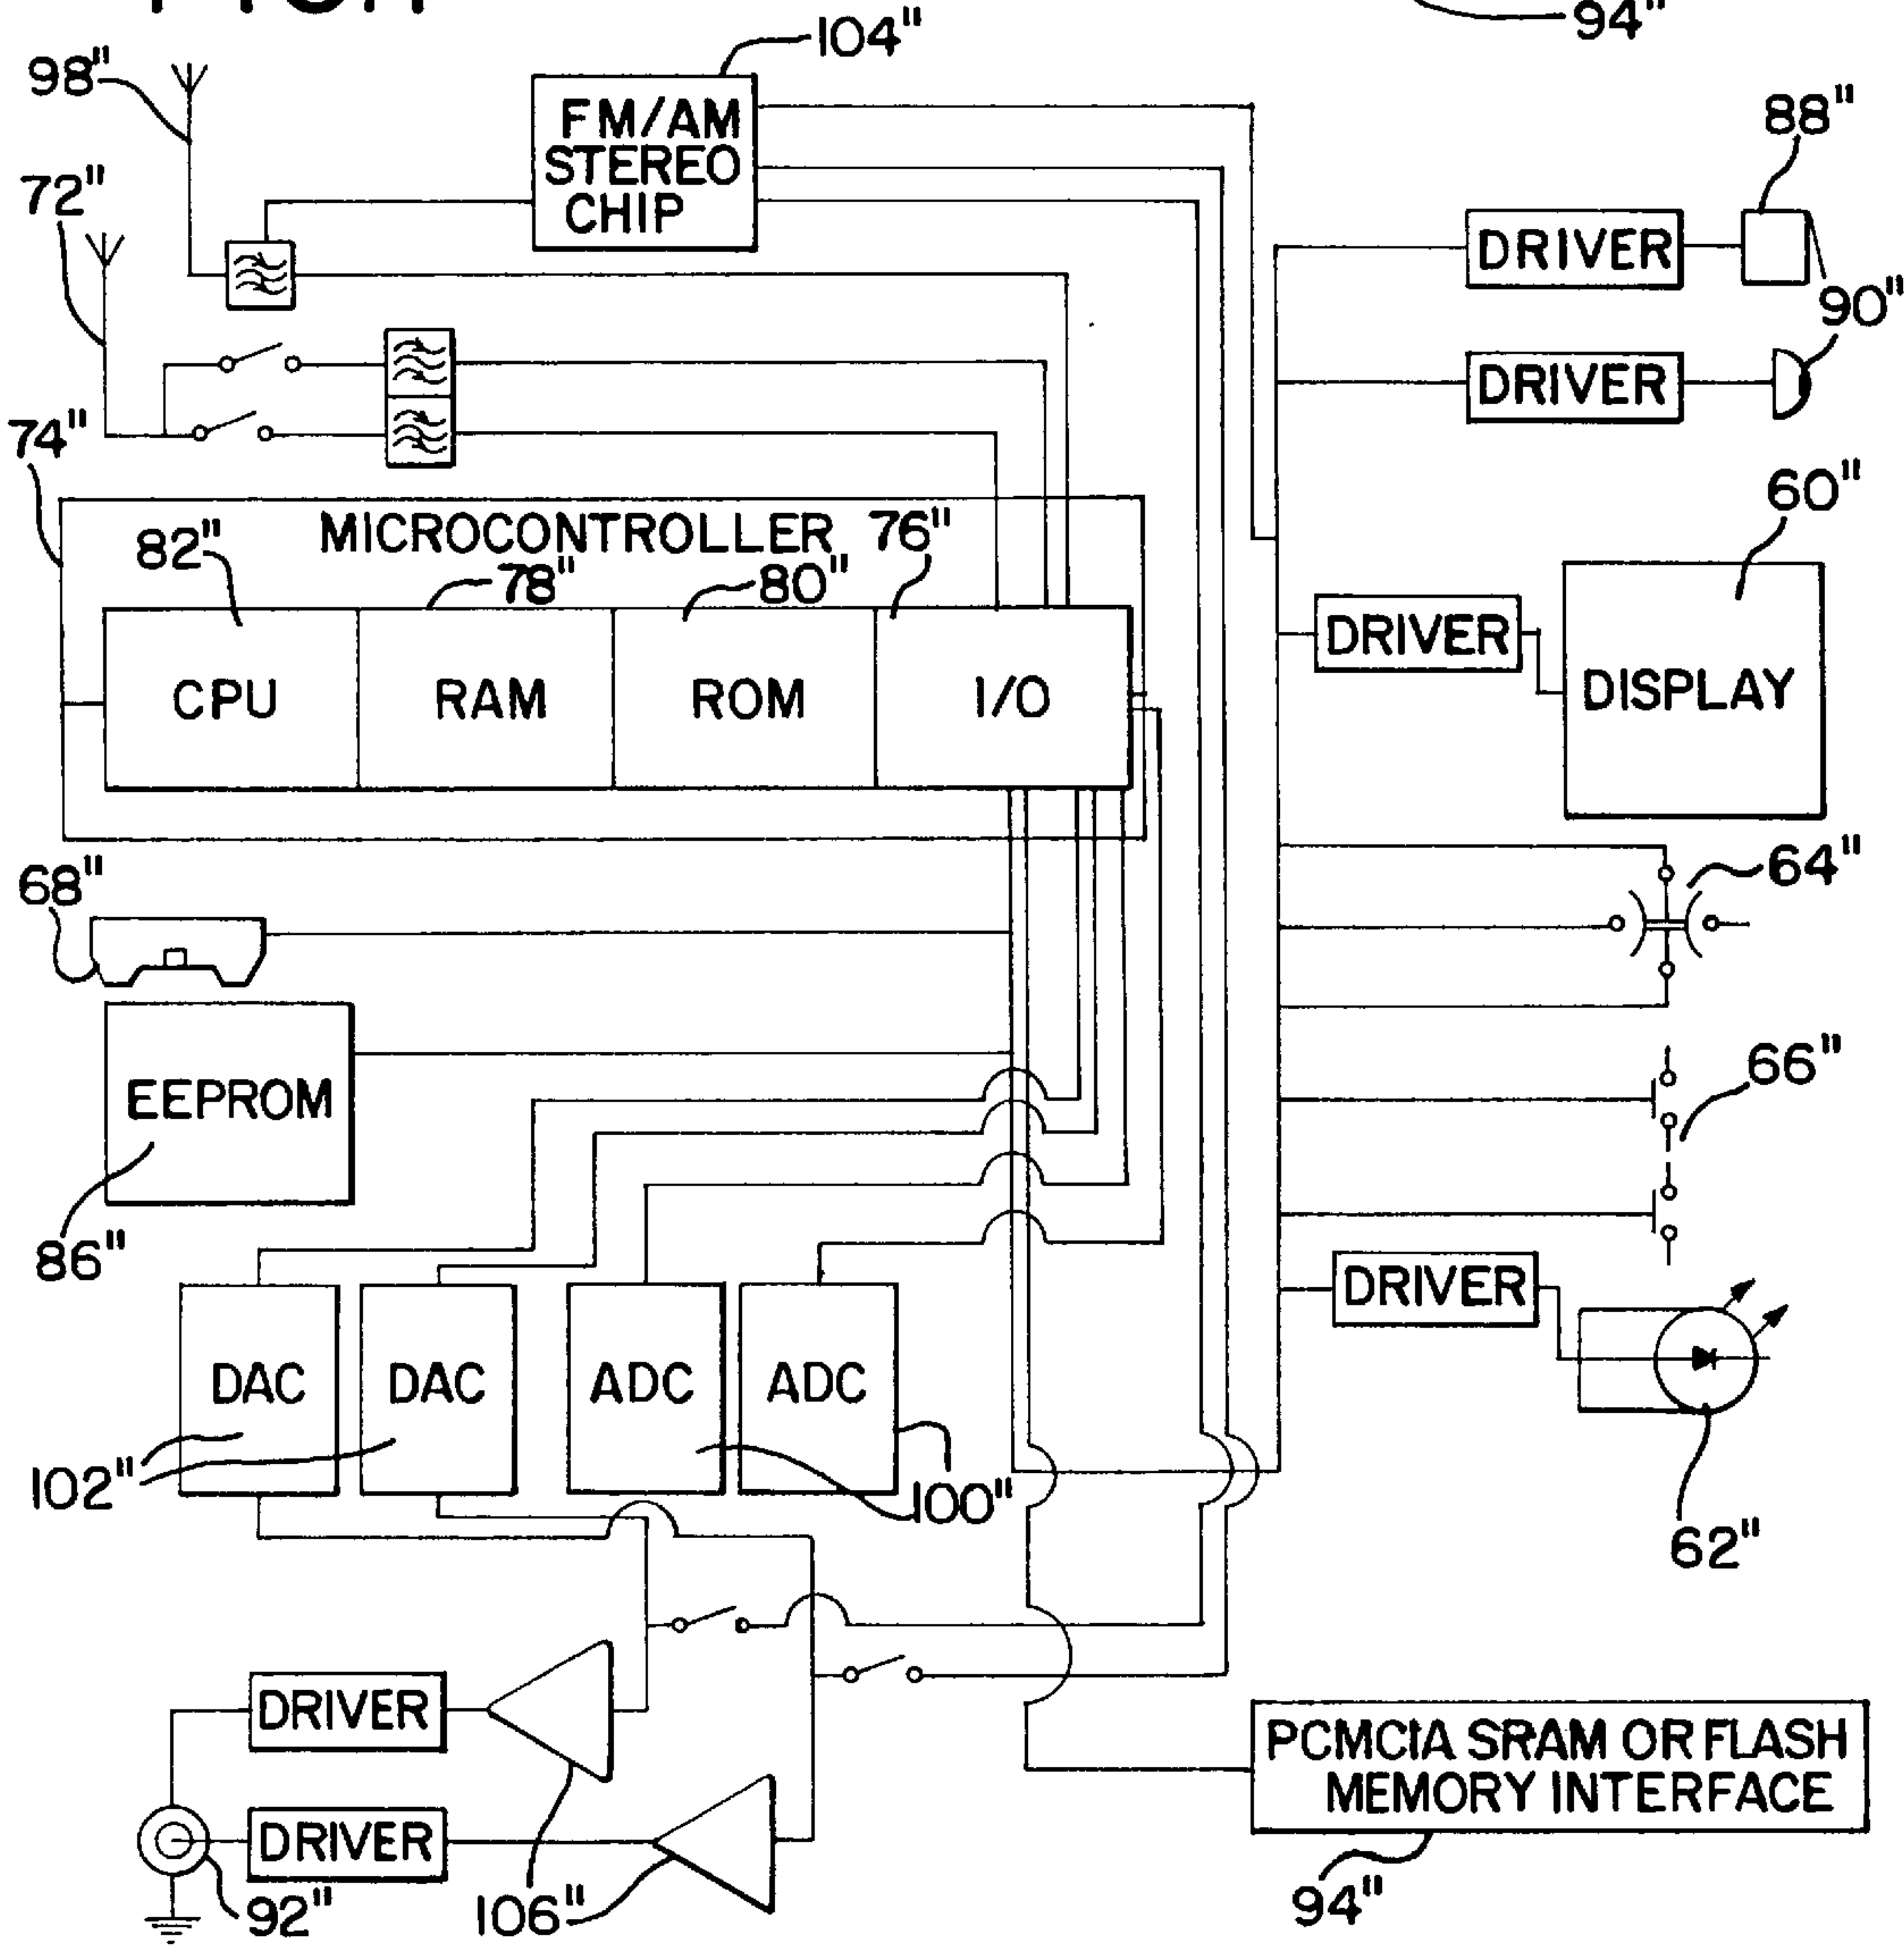 94"
104"
98"
FM/AM
STEREO
CHIP
88"
72"
DRIVER
90"
DRIVER
74"
60"
MICROCONTROLLER
76"
82"
78"
80"
DRIVER
CPU
RAM
ROM
I/O
DISPLAY
68"
64"
EEPROM
66"
86"
DRIVER
DAC
DAC
ADC
ADC
102"
100"
62"
DRIVER
PCMCIA SRAM OR FLASH
MEMORY INTERFACE
DRIVER
92"
106"
94"